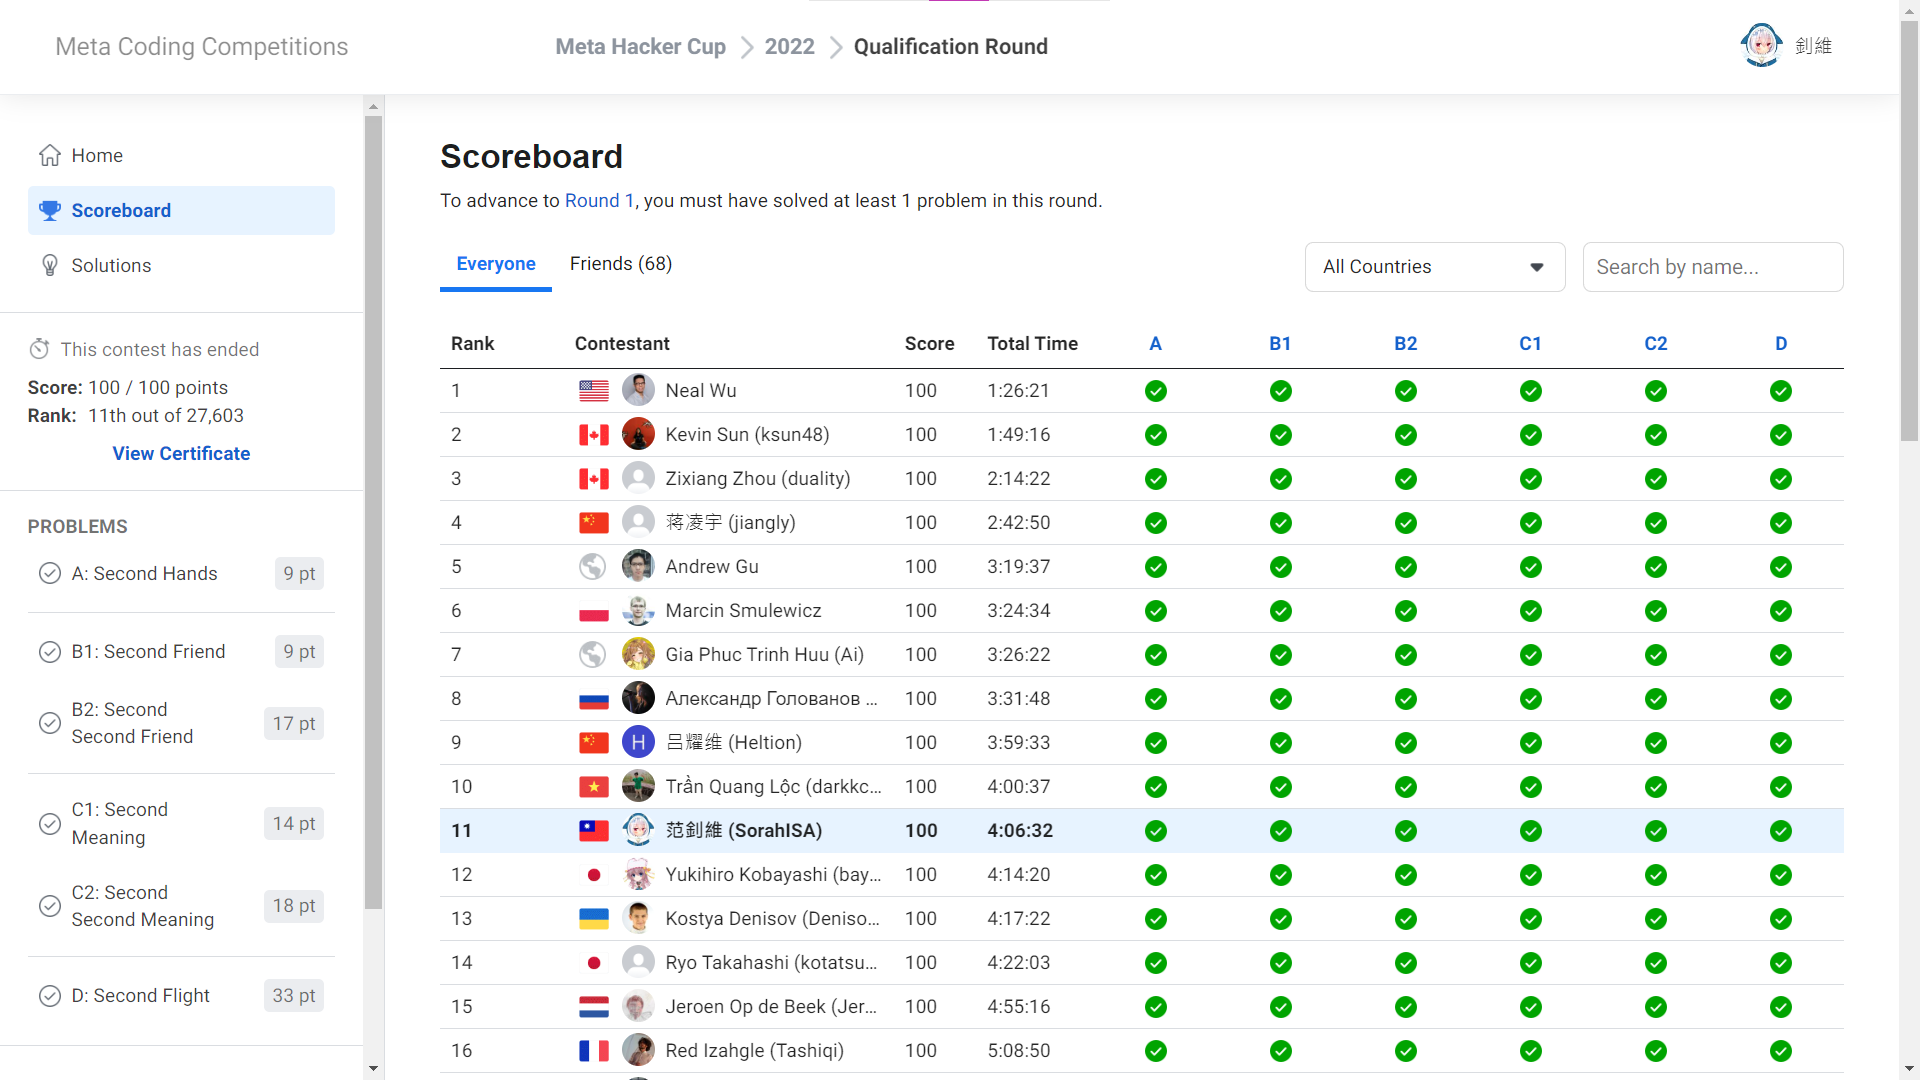 Meta Coding Competitions
Meta Hacker Cup
2022
Qualification Round
釗維
Home
Scoreboard
Solutions
This contest has ended
Score: 100 / 100 points
Rank: 11th out of 27,603
View Certificate
PROBLEMS
A: Second Hands 9 pt
B1: Second Friend 9 pt
B2: Second
Second Friend
17 pt
C1: Second
Meaning
14 pt
C2: Second
Second Meaning
18 pt
D: Second Flight 33 pt
Scoreboard
To advance to Round 1, you must have solved at least 1 problem in this round.
Everyone
Friends (68)
All Countries
Search by name...
Rank Contestant Score Total Time A B1 B2 C1 C2 D
1 Neal Wu 100 1:26:21
2 Kevin Sun (ksun48) 100 1:49:16
3 Zixiang Zhou (duality) 100 2:14:22
4 蒋凌宇 (jiangly) 100 2:42:50
5 Andrew Gu 100 3:19:37
6 Marcin Smulewicz 100 3:24:34
7 Gia Phuc Trinh Huu (Ai) 100 3:26:22
8 Александр Голованов ... 100 3:31:48
9 H 吕耀维 (Heltion) 100 3:59:33
10 Trần Quang Lộc (darkkc... 100 4:00:37
11 范釗維 (SorahISA) 100 4:06:32
12 Yukihiro Kobayashi (bay... 100 4:14:20
13 Kostya Denisov (Deniso... 100 4:17:22
14 Ryo Takahashi (kotatsu... 100 4:22:03
15 Jeroen Op de Beek (Jer... 100 4:55:16
16 Red Izahgle (Tashiqi) 100 5:08:50